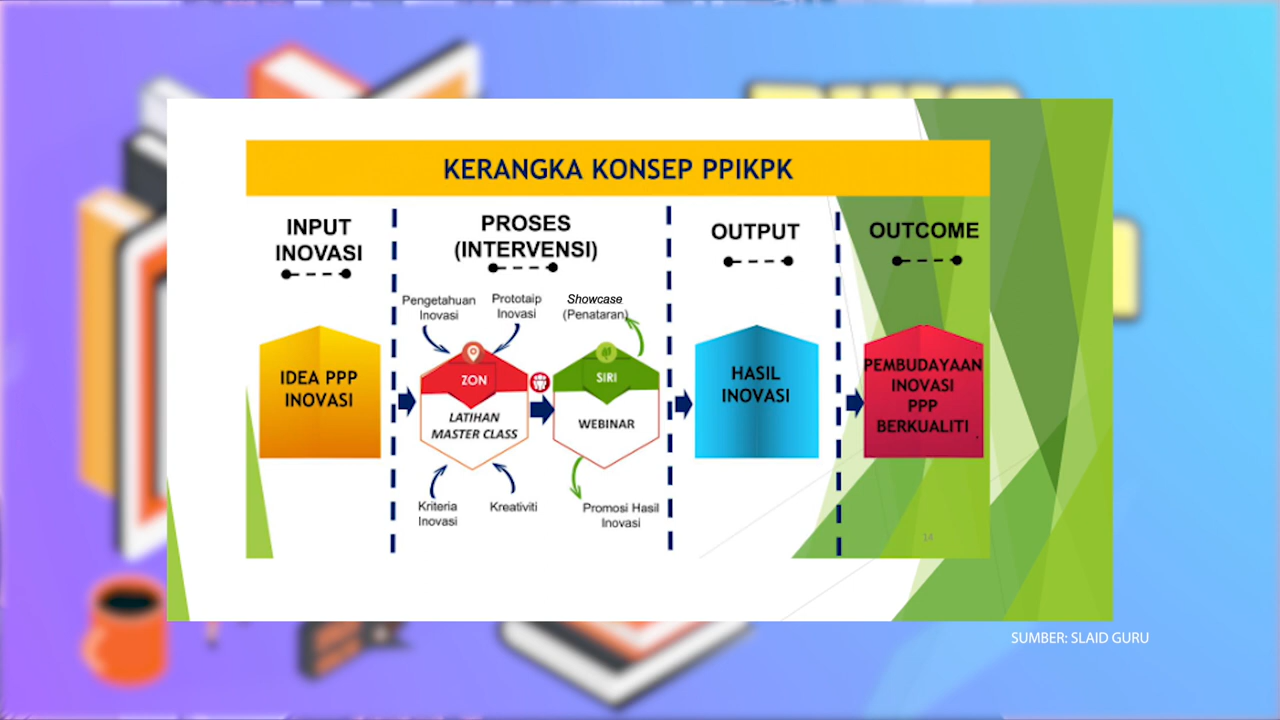 KERANGKA KONSEP PPIKPK
INPUT
INOVASI
PROSES
(INTERVENSI)
OUTPUT
OUTCOME
Pengetahuan
Inovasi
Prototaip
Inovasi
Showcase
(Penataran)
IDEA PPP
INOVASI
ZON
LATIHAN
MASTER CLASS
SIRI
WEBINAR
HASIL
INOVASI
PEMBUDAYAAN
INOVASI
PPP
BERKUALITI
Kriteria
Inovasi
Kreativiti
Promosi Hasil
Inovasi
14
SUMBER: SLAID GURU